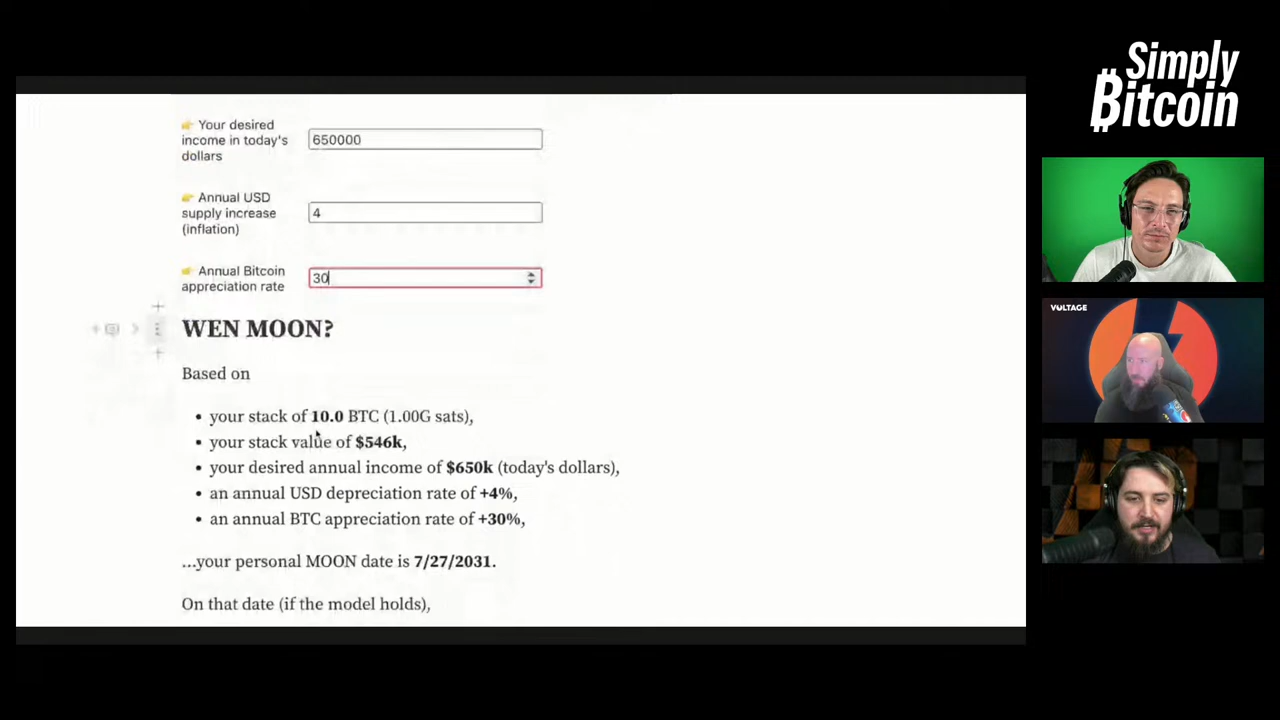 Simply
Bitcoin
👉 Your desired
income in today's
dollars
650000
👉 Annual USD
supply increase
(inflation)
4
👉 Annual Bitcoin
appreciation rate
30
WEN MOON?
Based on
• your stack of 10.0 BTC (1.00G sats),
• your stack value of $546k,
• your desired annual income of $650k (today's dollars),
• an annual USD depreciation rate of +4%,
• an annual BTC appreciation rate of +30%,
...your personal MOON date is 7/27/2031.
On that date (if the model holds),
VOLTAGE